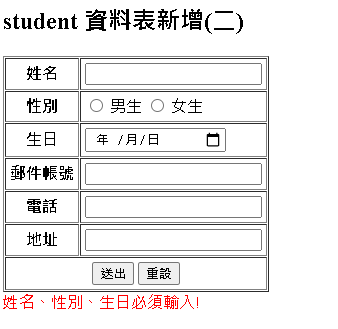 student 資料表新增(二)
姓名
性別 男生 女生
生日 年 /月/日
郵件帳號
電話
地址
送出 重設
姓名、性別、生日必須輸入!